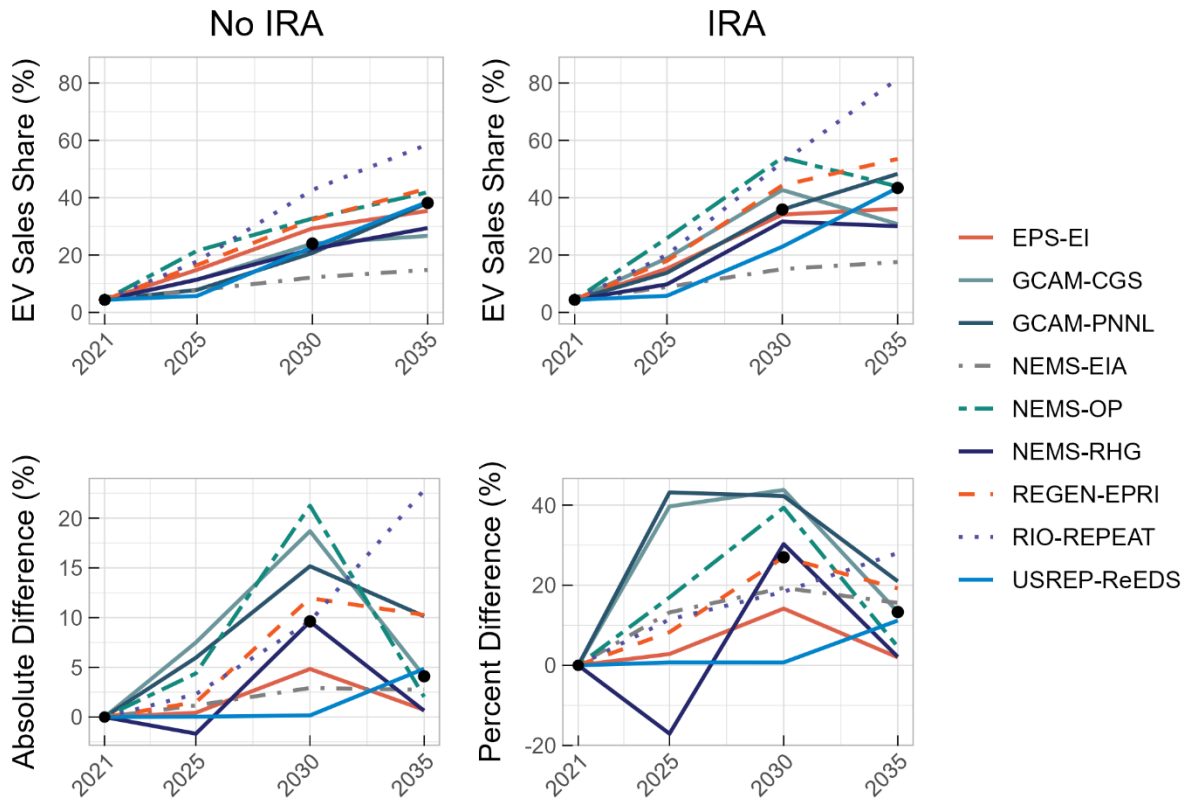 No IRA
IRA
EV Sales Share (%)
80
60
40
20
0
2021
2025
2030
2035
EV Sales Share (%)
80
60
40
20
0
2021
2025
2030
2035
EPS-EI
GCAM-CGS
GCAM-PNNL
NEMS-EIA
NEMS-OP
NEMS-RHG
REGEN-EPRI
RIO-REPEAT
USREP-ReEDS
Absolute Difference (%)
20
15
10
5
0
2021
2025
2030
2035
Percent Difference (%)
40
20
0
-20
2021
2025
2030
2035